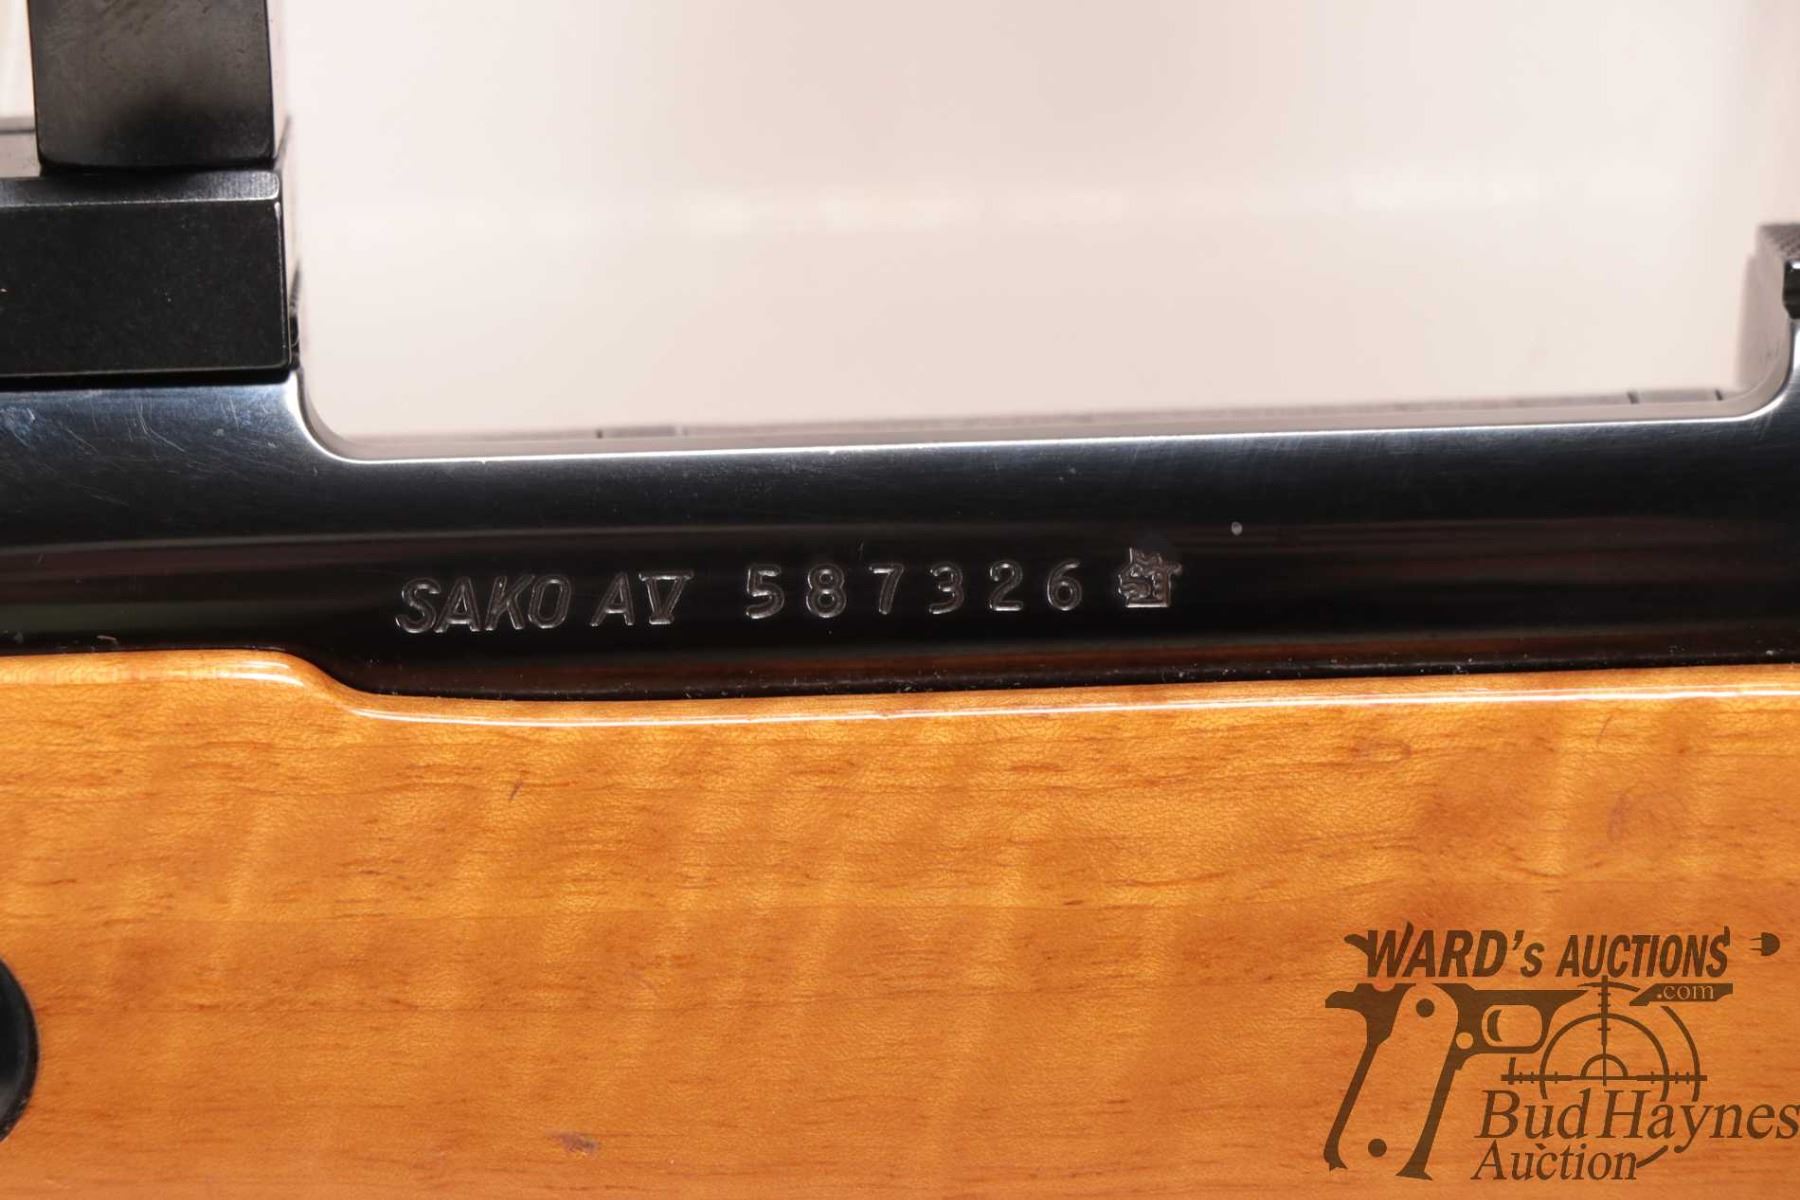 SAKO AV 587326
WARD's AUCTIONS
.com
Bud Haynes
Auction